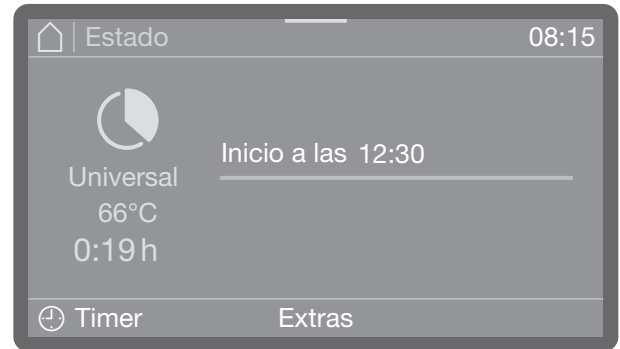 Estado 08:15
Inicio a las 12:30
Universal
66°C
0:19 h
Timer Extras